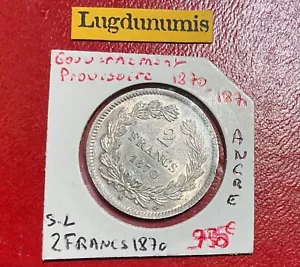 Lugdunumis
Gouvernement
Provisoire 1870 1871
2
FRANCS
1870
ANCRE
S-L
2 FRANCS 1870